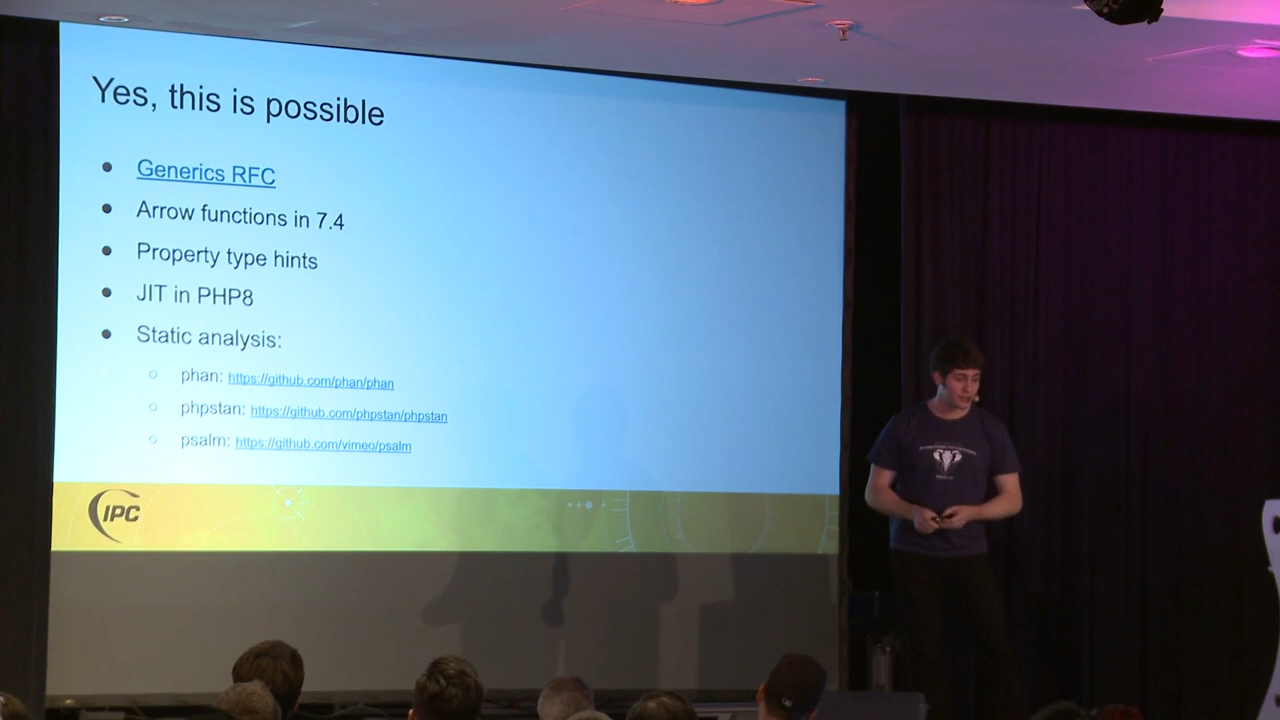 Yes, this is possible
Generics RFC
Arrow functions in 7.4
Property type hints
JIT in PHP8
Static analysis:
phan: https://github.com/phan/phan
phpstan: https://github.com/phpstan/phpstan
psalm: https://github.com/vimeo/psalm
IPC